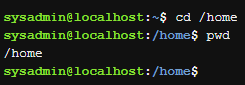 sysadmin@localhost:~$ cd /home
sysadmin@localhost:/home$ pwd
/home
sysadmin@localhost:/home$